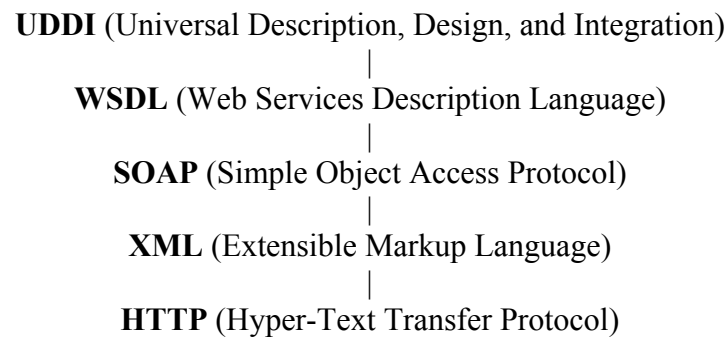 UDDI (Universal Description, Design, and Integration)
|
WSDL (Web Services Description Language)
|
SOAP (Simple Object Access Protocol)
|
XML (Extensible Markup Language)
|
HTTP (Hyper-Text Transfer Protocol)